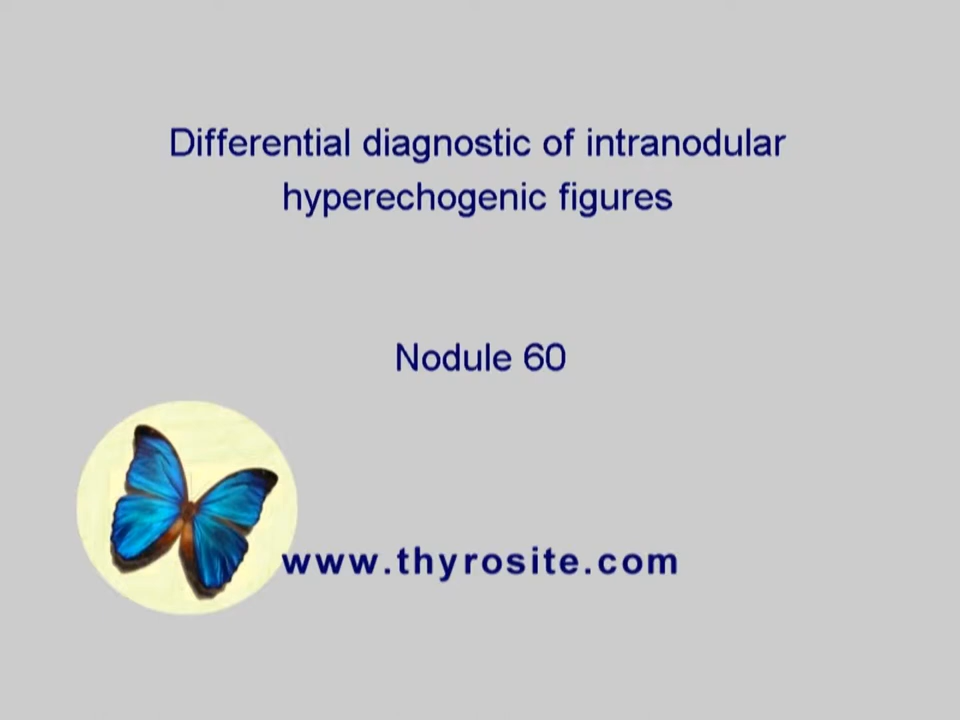 Differential diagnostic of intranodular
hyperechogenic figures
Nodule 60
www.thyrosite.com